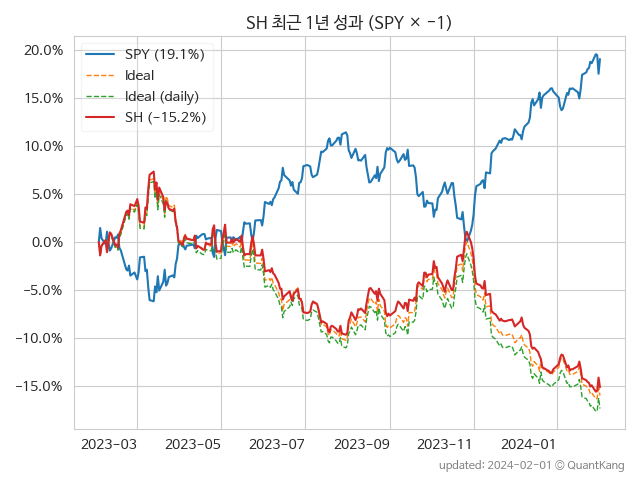 SH 최근 1년 성과 (SPY × −1)
20.0%
15.0%
10.0%
5.0%
0.0%
−5.0%
−10.0%
−15.0%
SPY (19.1%)
Ideal
Ideal (daily)
SH (−15.2%)
2023−03
2023−05
2023−07
2023−09
2023−11
2024−01
updated: 2024-02-01 © QuantKang